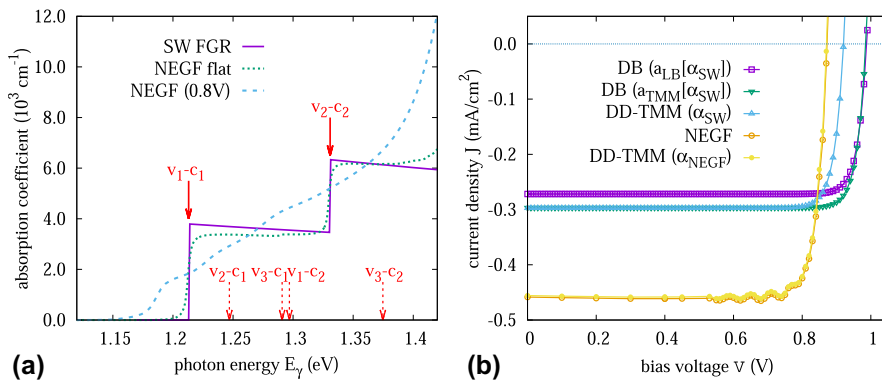 12.0
10.0
8.0
6.0
4.0
2.0
0.0
absorption coefficient (10³ cm⁻¹)
SW FGR
NEGF flat
NEGF (0.8V)
v₂-c₂
v₁-c₁
v₂-c₁ v₃-c₁ v₁-c₂ v₃-c₂
1.15 1.2 1.25 1.3 1.35 1.4
photon energy E_γ (eV)
(a)
0.0
-0.1
-0.2
-0.3
-0.4
-0.5
current density J (mA/cm²)
DB (a_LB[α_SW])
DB (a_TMM[α_SW])
DD-TMM (α_SW)
NEGF
DD-TMM (α_NEGF)
0 0.2 0.4 0.6 0.8 1
bias voltage V (V)
(b)